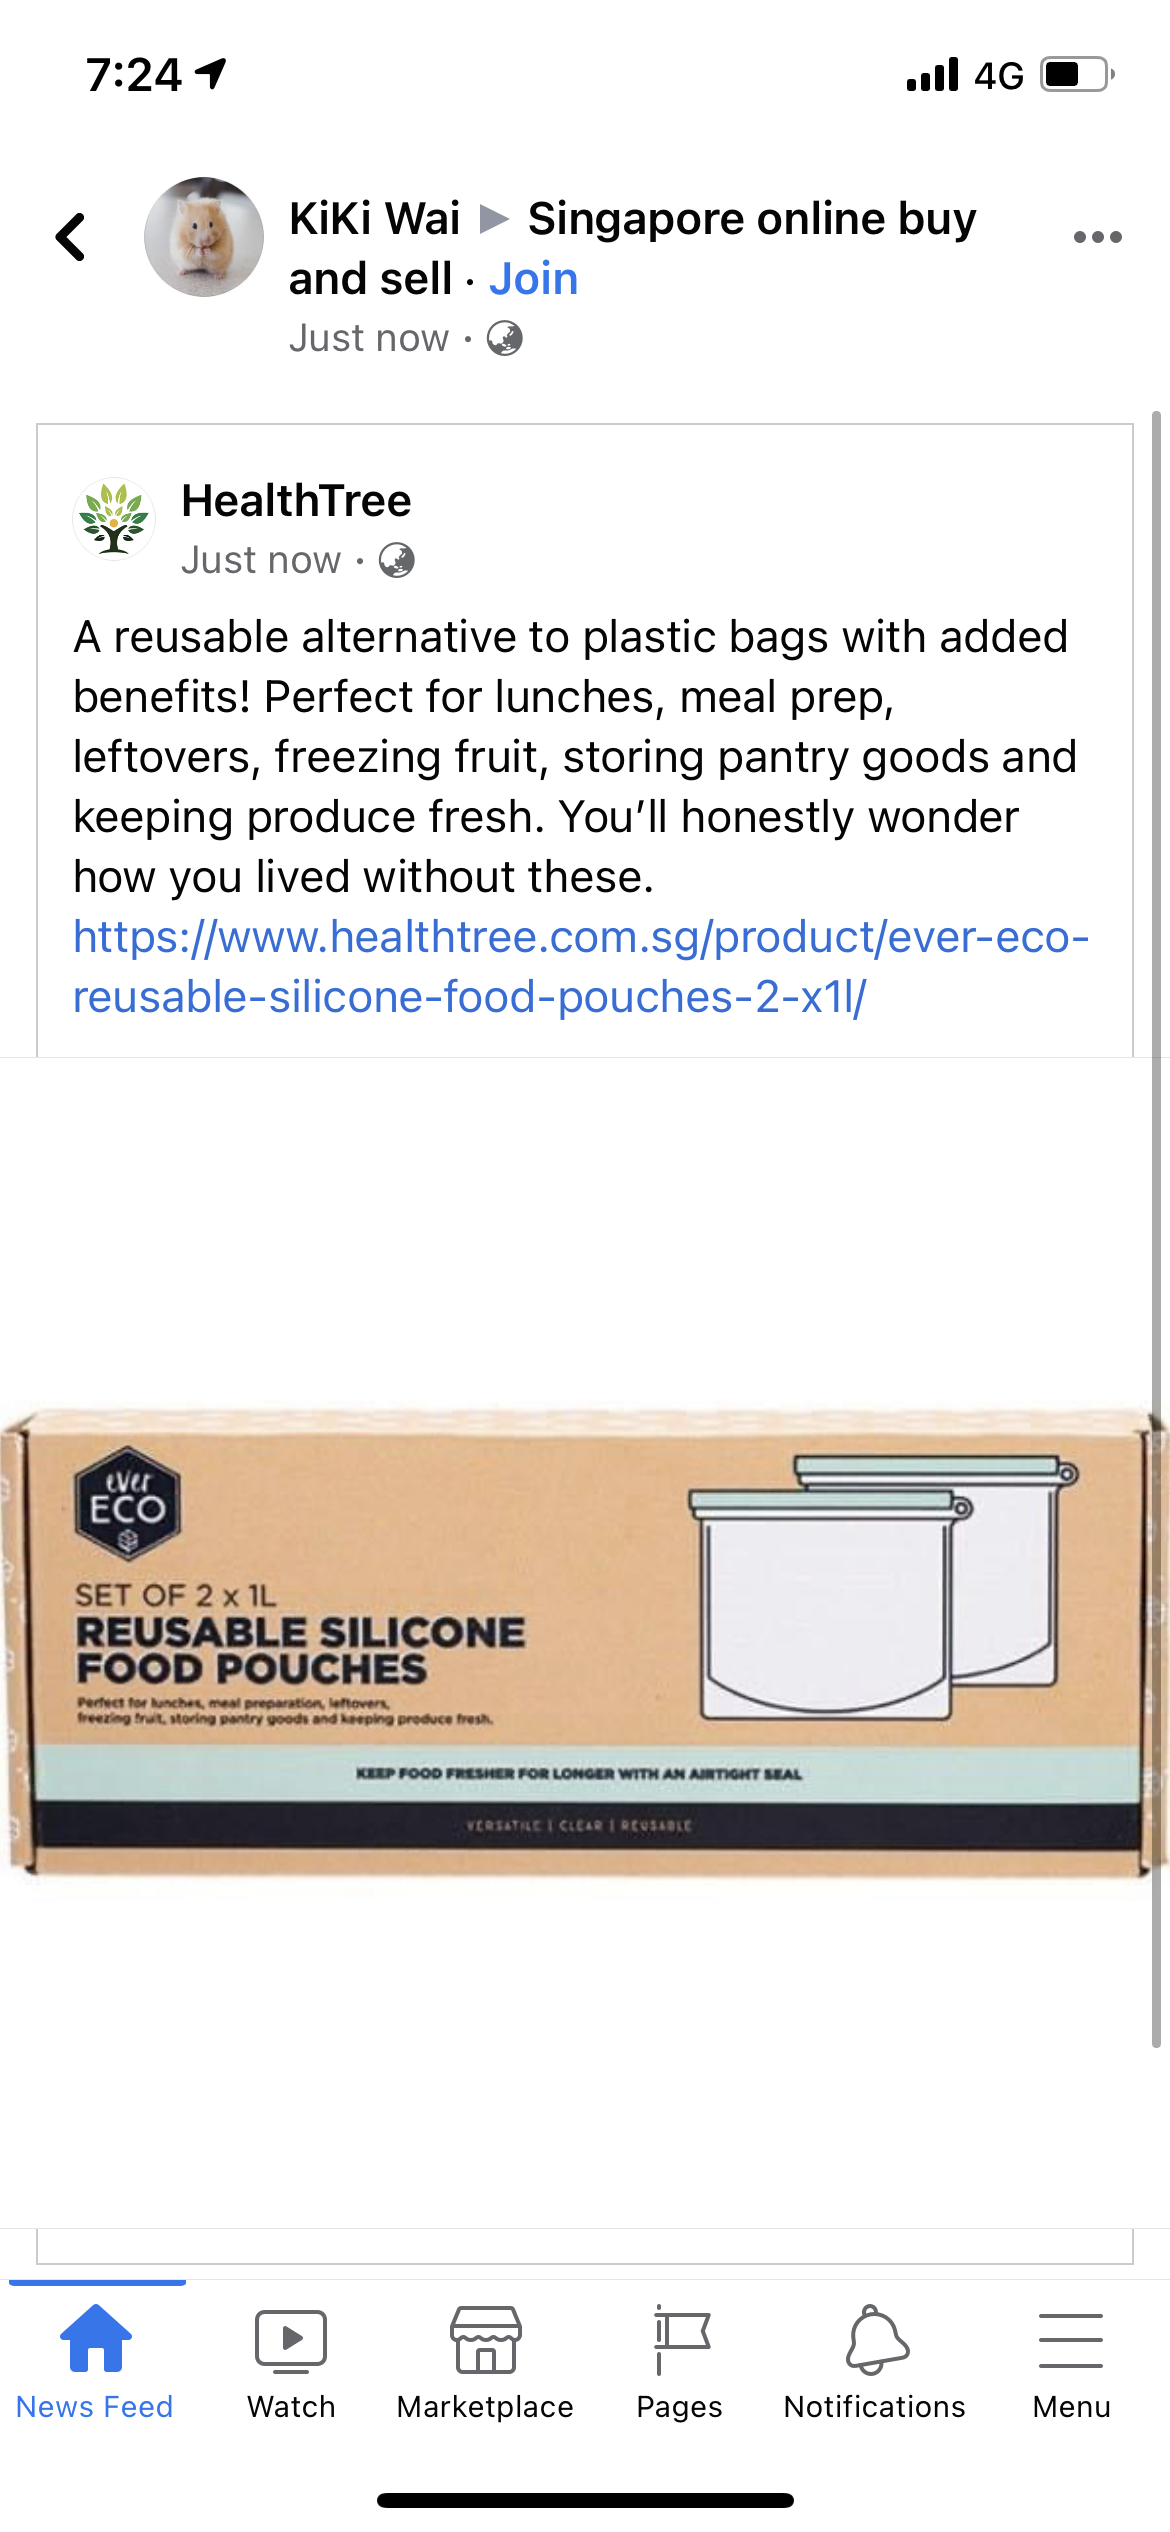 7:24
4G
KiKi Wai ▶ Singapore online buy
and sell · Join
Just now ·
HealthTree
Just now ·
A reusable alternative to plastic bags with added
benefits! Perfect for lunches, meal prep,
leftovers, freezing fruit, storing pantry goods and
keeping produce fresh. You’ll honestly wonder
how you lived without these.
https://www.healthtree.com.sg/product/ever-eco-
reusable-silicone-food-pouches-2-x1l/
ever
ECO
SET OF 2 x 1L
REUSABLE SILICONE
FOOD POUCHES
Perfect for lunches, meal preparation, leftovers,
freezing fruit, storing pantry goods and keeping produce fresh.
KEEP FOOD FRESHER FOR LONGER WITH AN AIRTIGHT SEAL
VERSATILE | CLEAR | REUSABLE
News Feed
Watch
Marketplace
Pages
Notifications
Menu